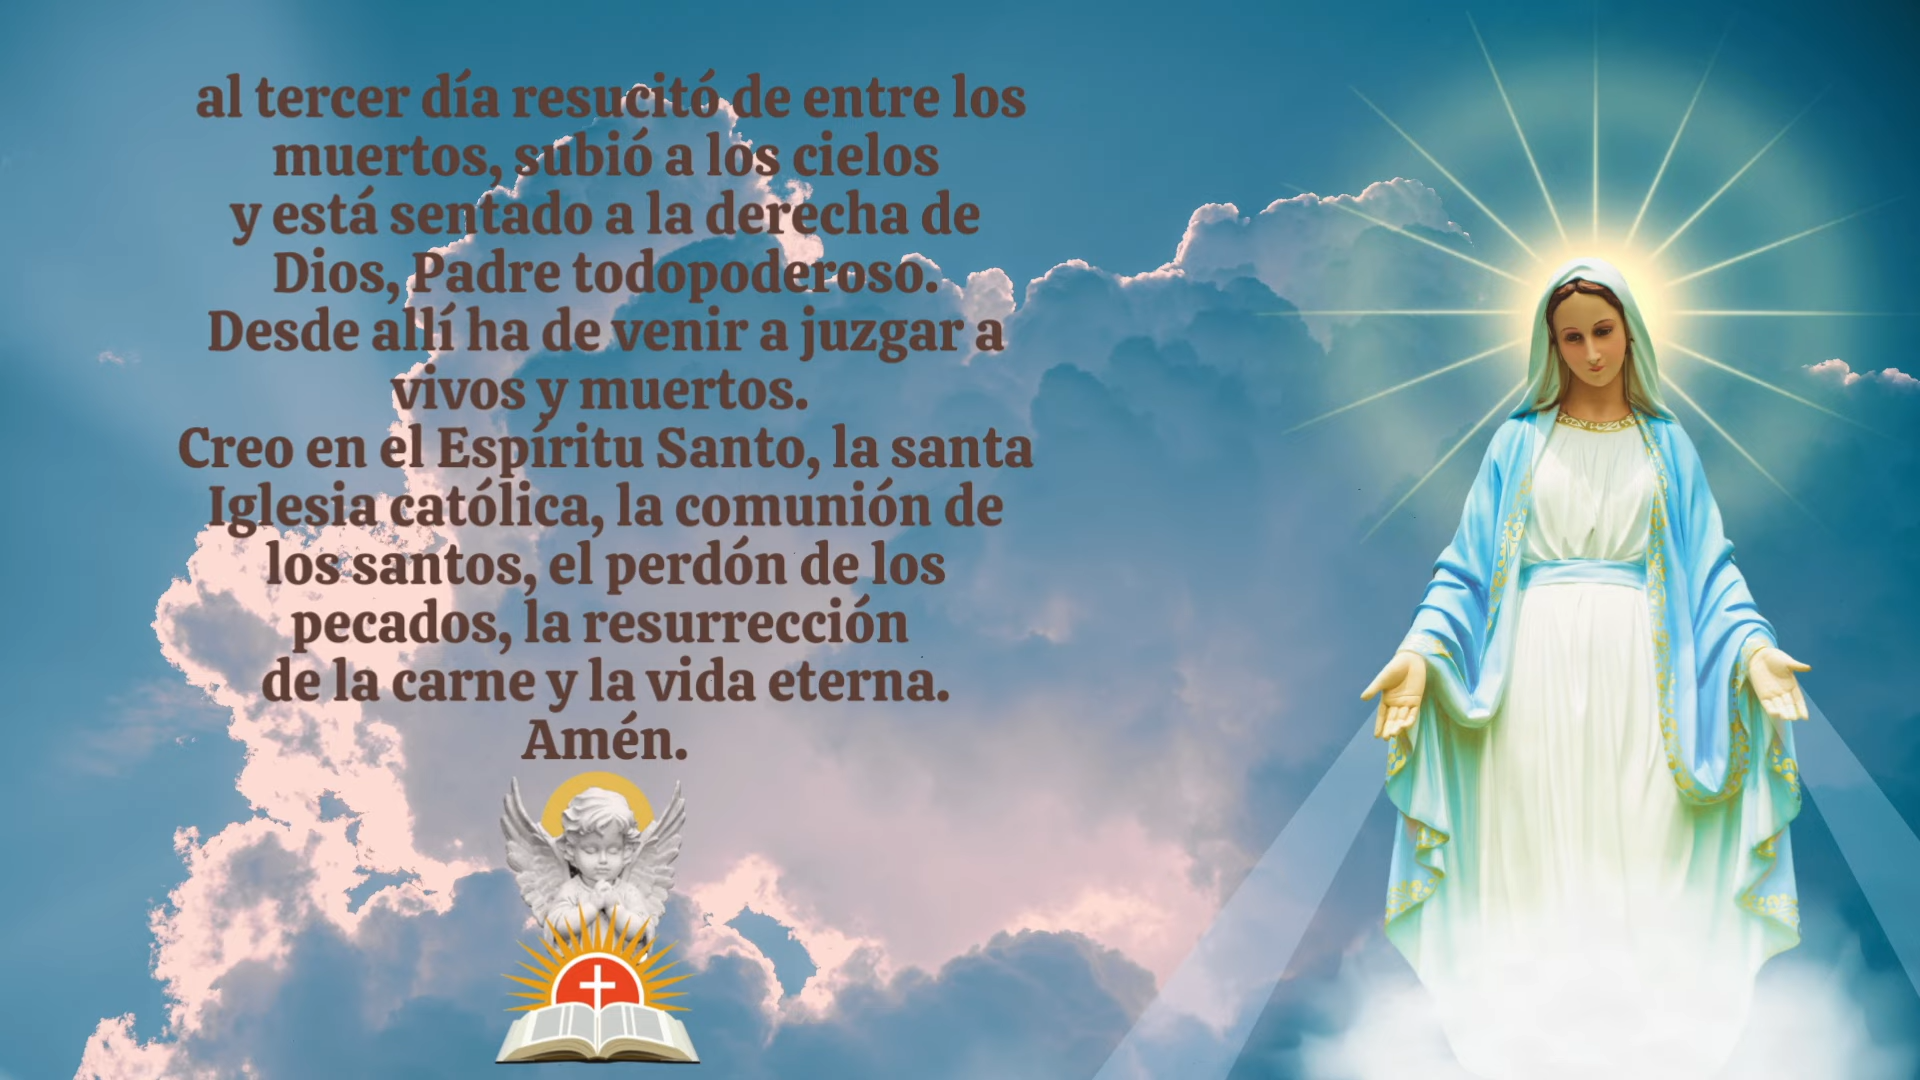 al tercer día resucitó de entre los
muertos, subió a los cielos
y está sentado a la derecha de
Dios, Padre todopoderoso.
Desde allí ha de venir a juzgar a
vivos y muertos.
Creo en el Espíritu Santo, la santa
Iglesia católica, la comunión de
los santos, el perdón de los
pecados, la resurrección
de la carne y la vida eterna.
Amén.